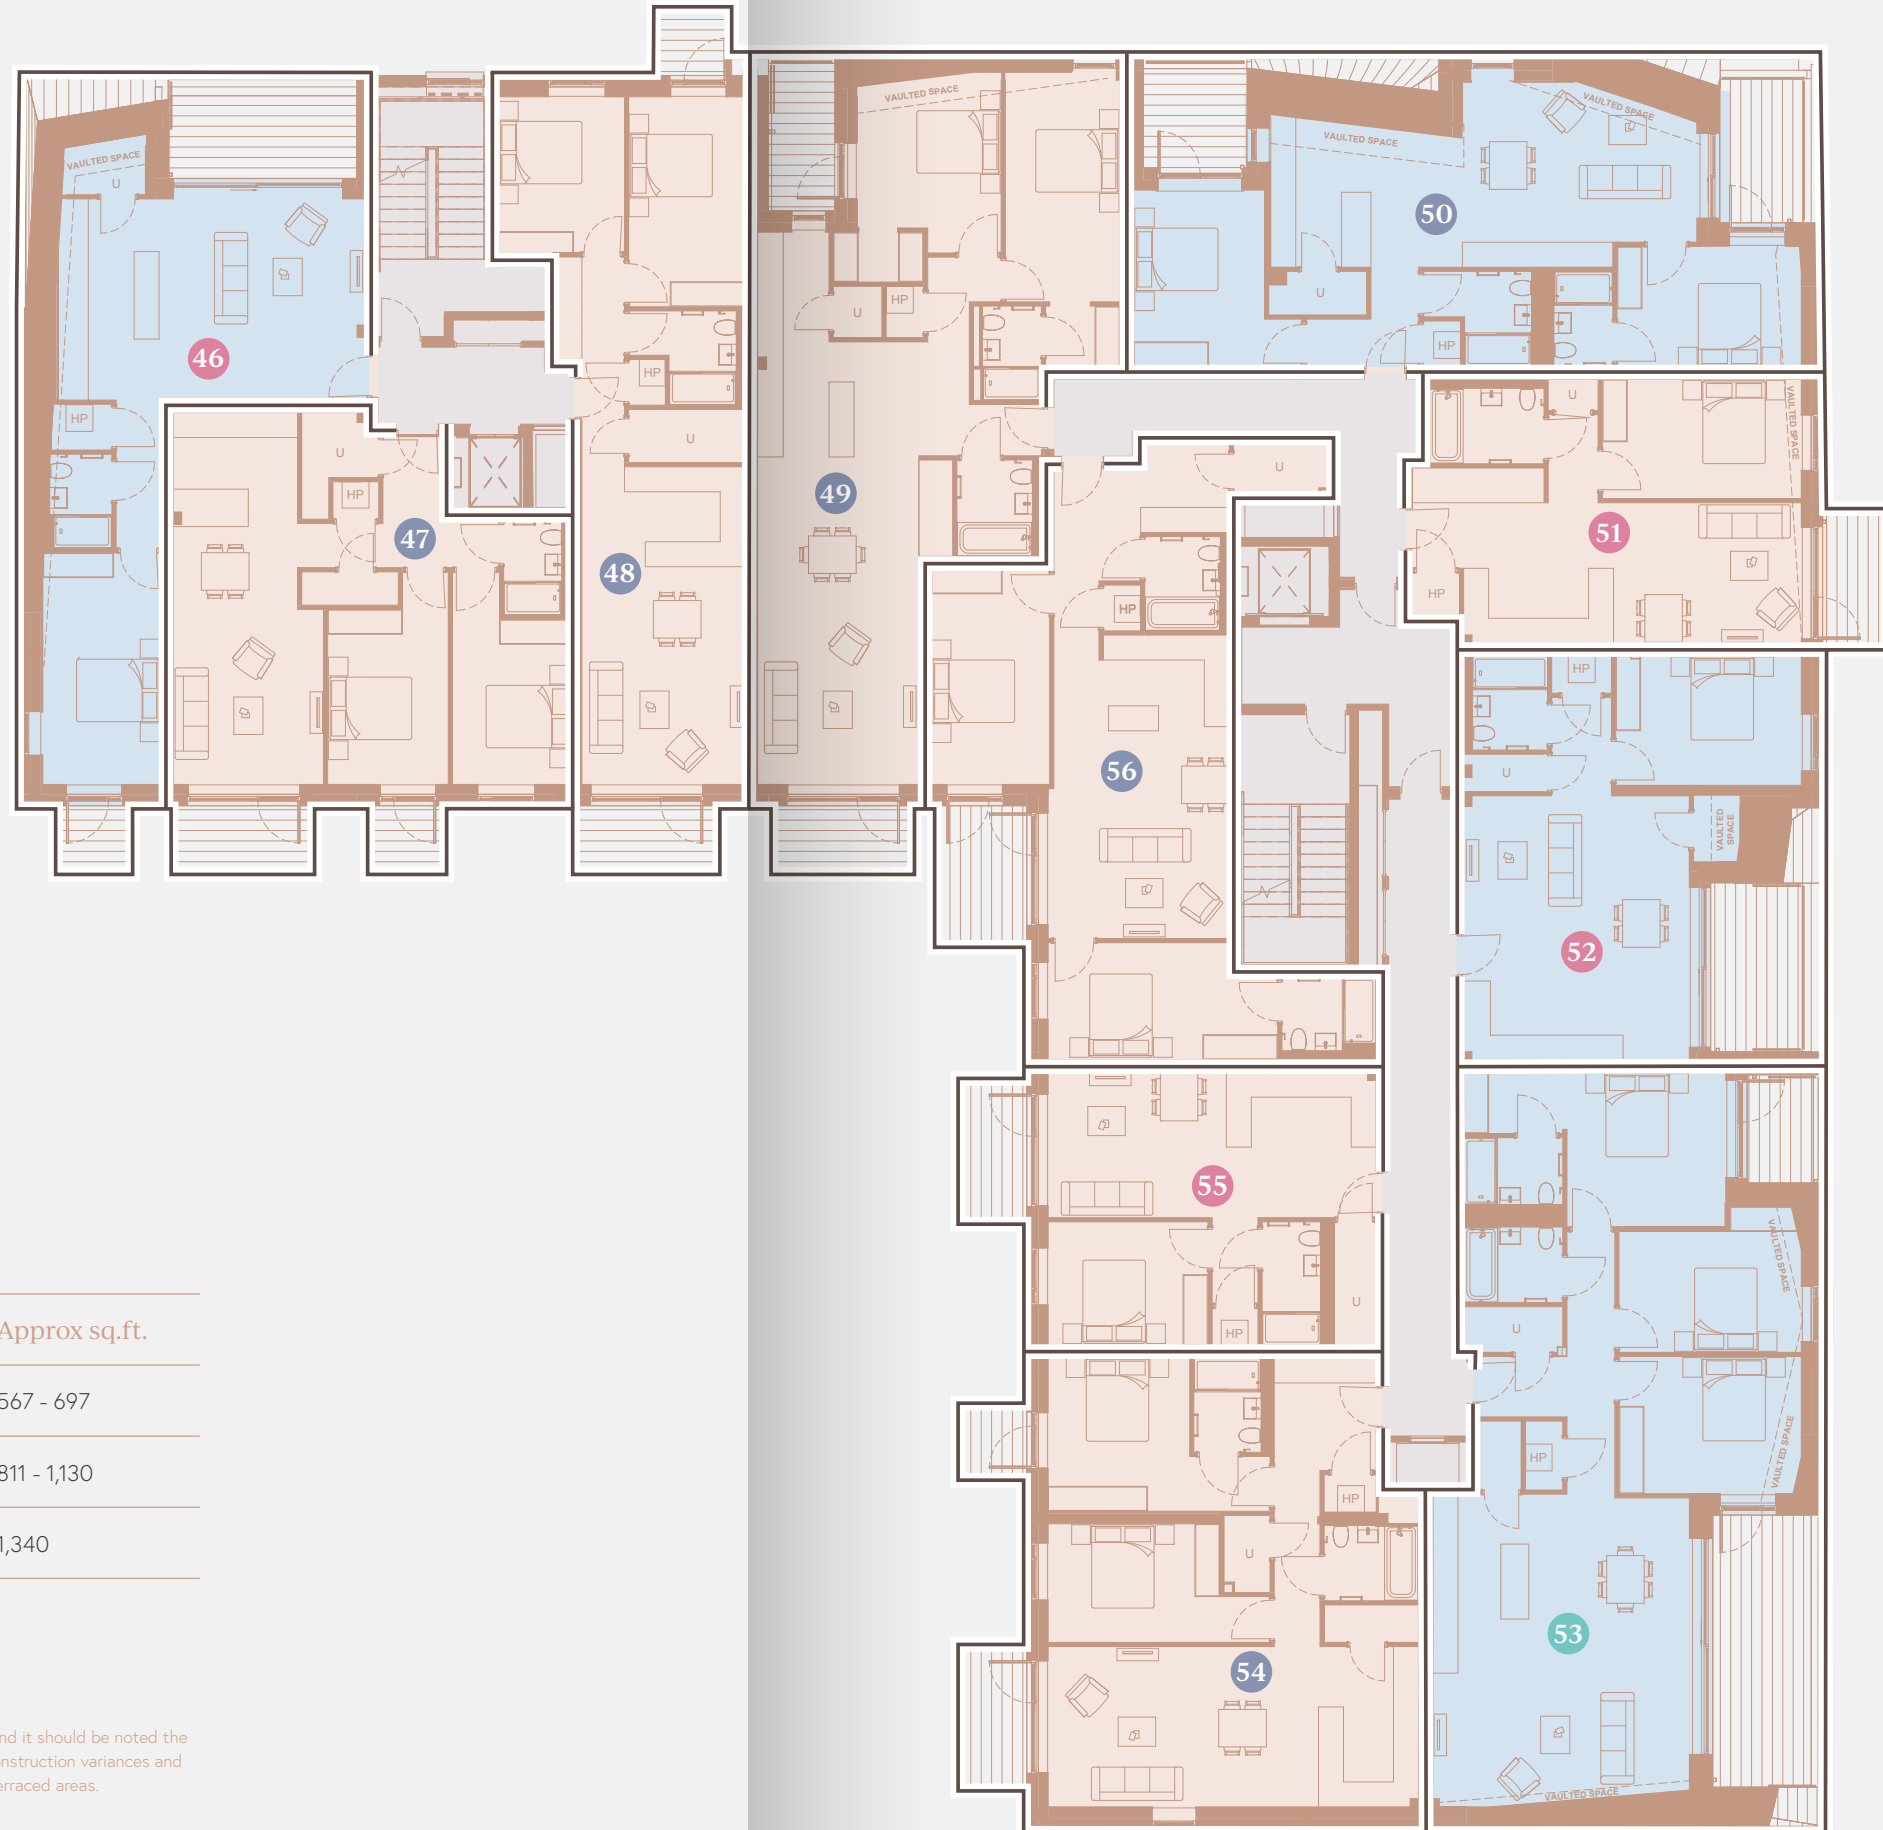 VAULTED SPACE
VAULTED SPACE
VAULTED SPACE
VAULTED SPACE
U
50
U
HP
U
HP
46
HP
U
VAULTED SPACE
HP
U
U
U
49
HP
51
47
48
HP
HP
HP
U
56
VAULTED
SPACE
52
55
VAULTED SPACE
U
HP
U
Approx sq.ft.
567 - 697
VAULTED SPACE
HP
811 - 1,130
HP
1,340
U
53
54
nd it should be noted the
onstruction variances and
erraced areas.
VAULTED SPACE